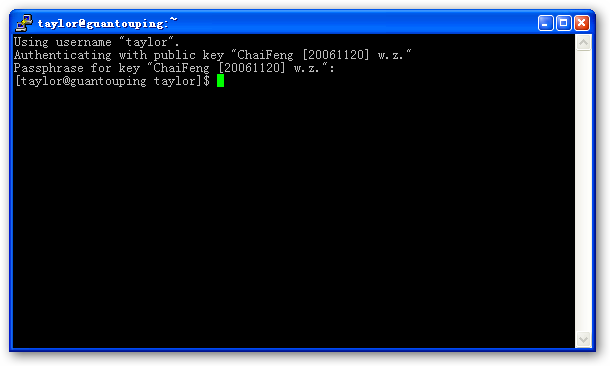 taylor@guantouping:~
Using username "taylor".
Authenticating with public key "ChaiFeng [20061120] w.z."
Passphrase for key "ChaiFeng [20061120] w.z.":
[taylor@guantouping taylor]$